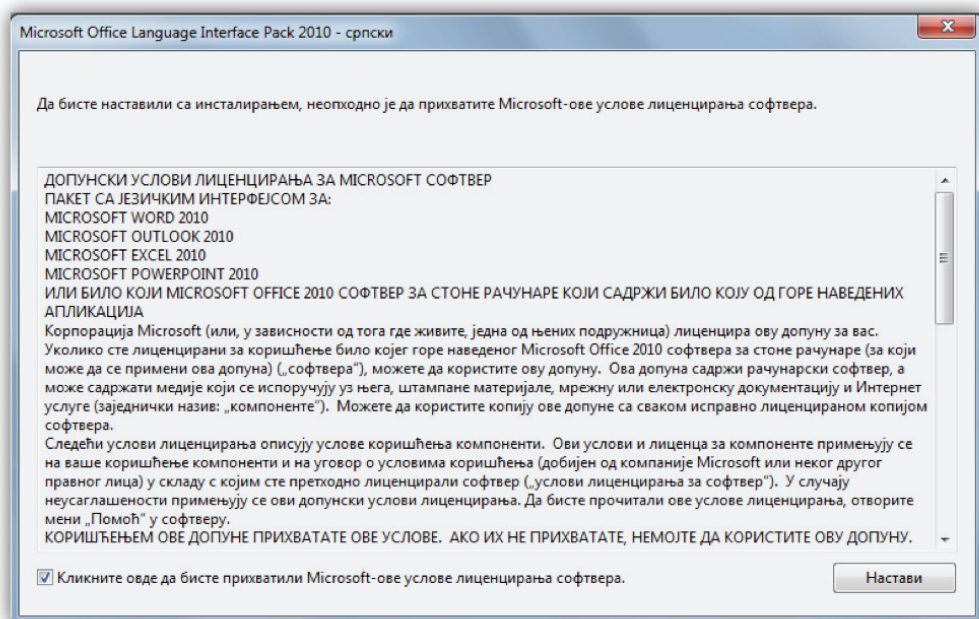 Microsoft Office Language Interface Pack 2010 - српски
Да бисте наставили са инсталирањем, неопходно је да прихватите Microsoft-ове услове лиценцирања софтвера.
ДОПУНСКИ УСЛОВИ ЛИЦЕНЦИРАЊА ЗА MICROSOFT СОФТВЕР
ПАКЕТ СА ЈЕЗИЧКИМ ИНТЕРФЕЈСОМ ЗА:
MICROSOFT WORD 2010
MICROSOFT OUTLOOK 2010
MICROSOFT EXCEL 2010
MICROSOFT POWERPOINT 2010
ИЛИ БИЛО КОЈИ MICROSOFT OFFICE 2010 СОФТВЕР ЗА СТОНЕ РАЧУНАРЕ КОЈИ САДРЖИ БИЛО КОЈУ ОД ГОРЕ НАВЕДЕНИХ
АПЛИКАЦИЈА
Корпорација Microsoft (или, у зависности од тога где живите, једна од њених подружница) лиценцира ову допуну за вас.
Уколико сте лиценцирани за коришћење било којег горе наведеног Microsoft Office 2010 софтвера за стоне рачунаре (за који
може да се примени ова допуна) („софтвера“), можете да користите ову допуну.  Ова допуна садржи рачунарски софтвер, а
може садржати медије који се испоручују уз њега, штампане материјале, мрежну или електронску документацију и Интернет
услуге (заједнички назив: „компоненте“).  Можете да користите копију ове допуне са сваком исправно лиценцираном копијом
софтвера.
Следећи услови лиценцирања описују услове коришћења компоненти.  Ови услови и лиценца за компоненте примењују се
на ваше коришћење компоненти и на уговор о условима коришћења (добијен од компаније Microsoft или неког другог
правног лица) у складу с којим сте претходно лиценцирали софтвер („услови лиценцирања за софтвер“).  У случају
неусаглашености примењују се ови допунски услови лиценцирања. Да бисте прочитали ове услове лиценцирања, отворите
мени „Помоћ“ у софтверу.
КОРИШЋЕЊЕМ ОВЕ ДОПУНЕ ПРИХВАТАТЕ ОВЕ УСЛОВЕ.  АКО ИХ НЕ ПРИХВАТАТЕ, НЕМОЈТЕ ДА КОРИСТИТЕ ОВУ ДОПУНУ.
Кликните овде да бисте прихватили Microsoft-ове услове лиценцирања софтвера.
Настави